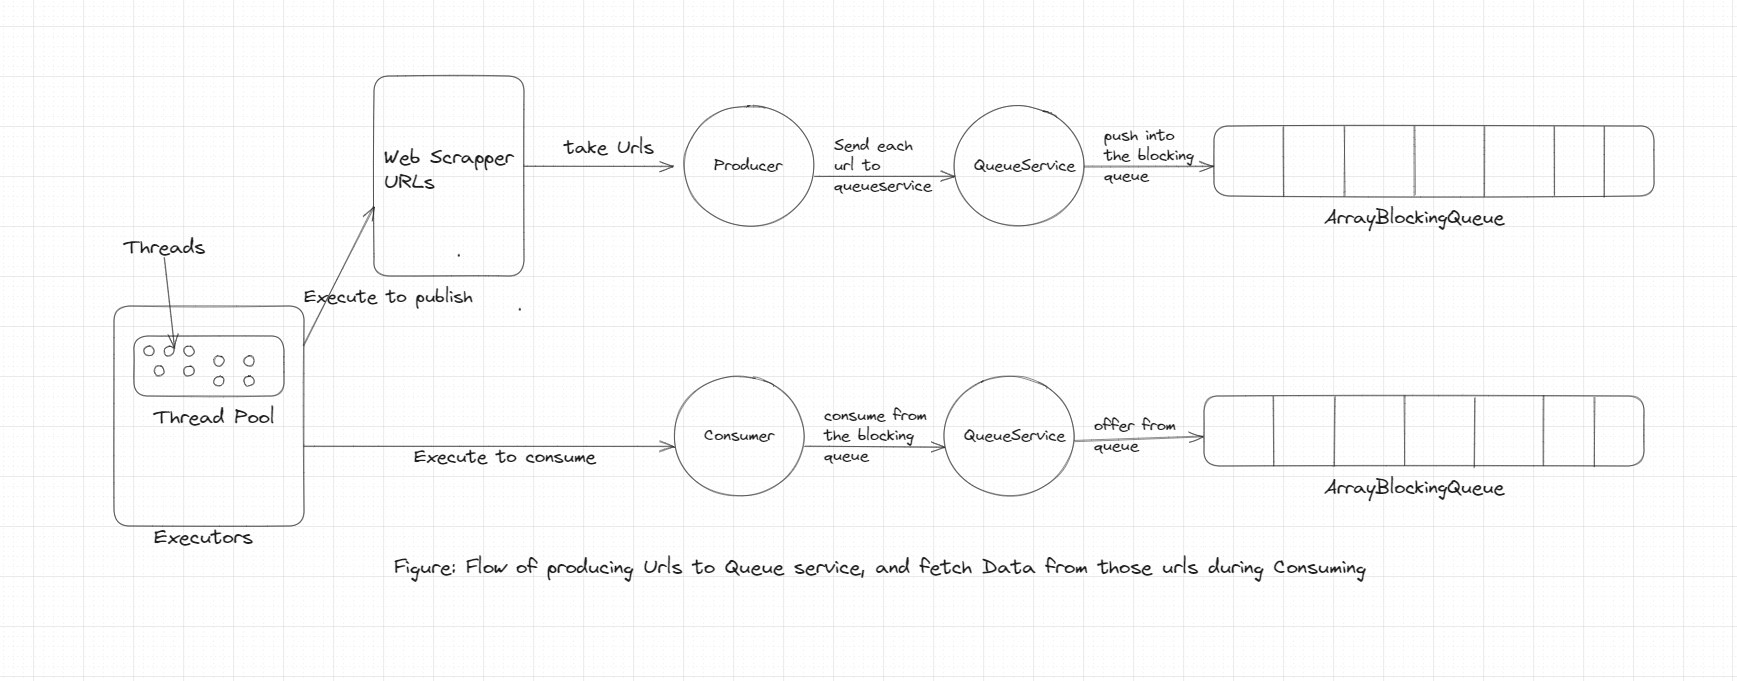 Web Scrapper
URLs
take Urls
Producer
Send each
url to
queueservice
QueueService
push into
the blocking
queue
ArrayBlockingQueue
Threads
Execute to publish
Thread Pool
Executors
Execute to consume
Consumer
consume from
the blocking
queue
QueueService
offer from
queue
ArrayBlockingQueue
Figure: Flow of producing Urls to Queue service, and fetch Data from those urls during Consuming